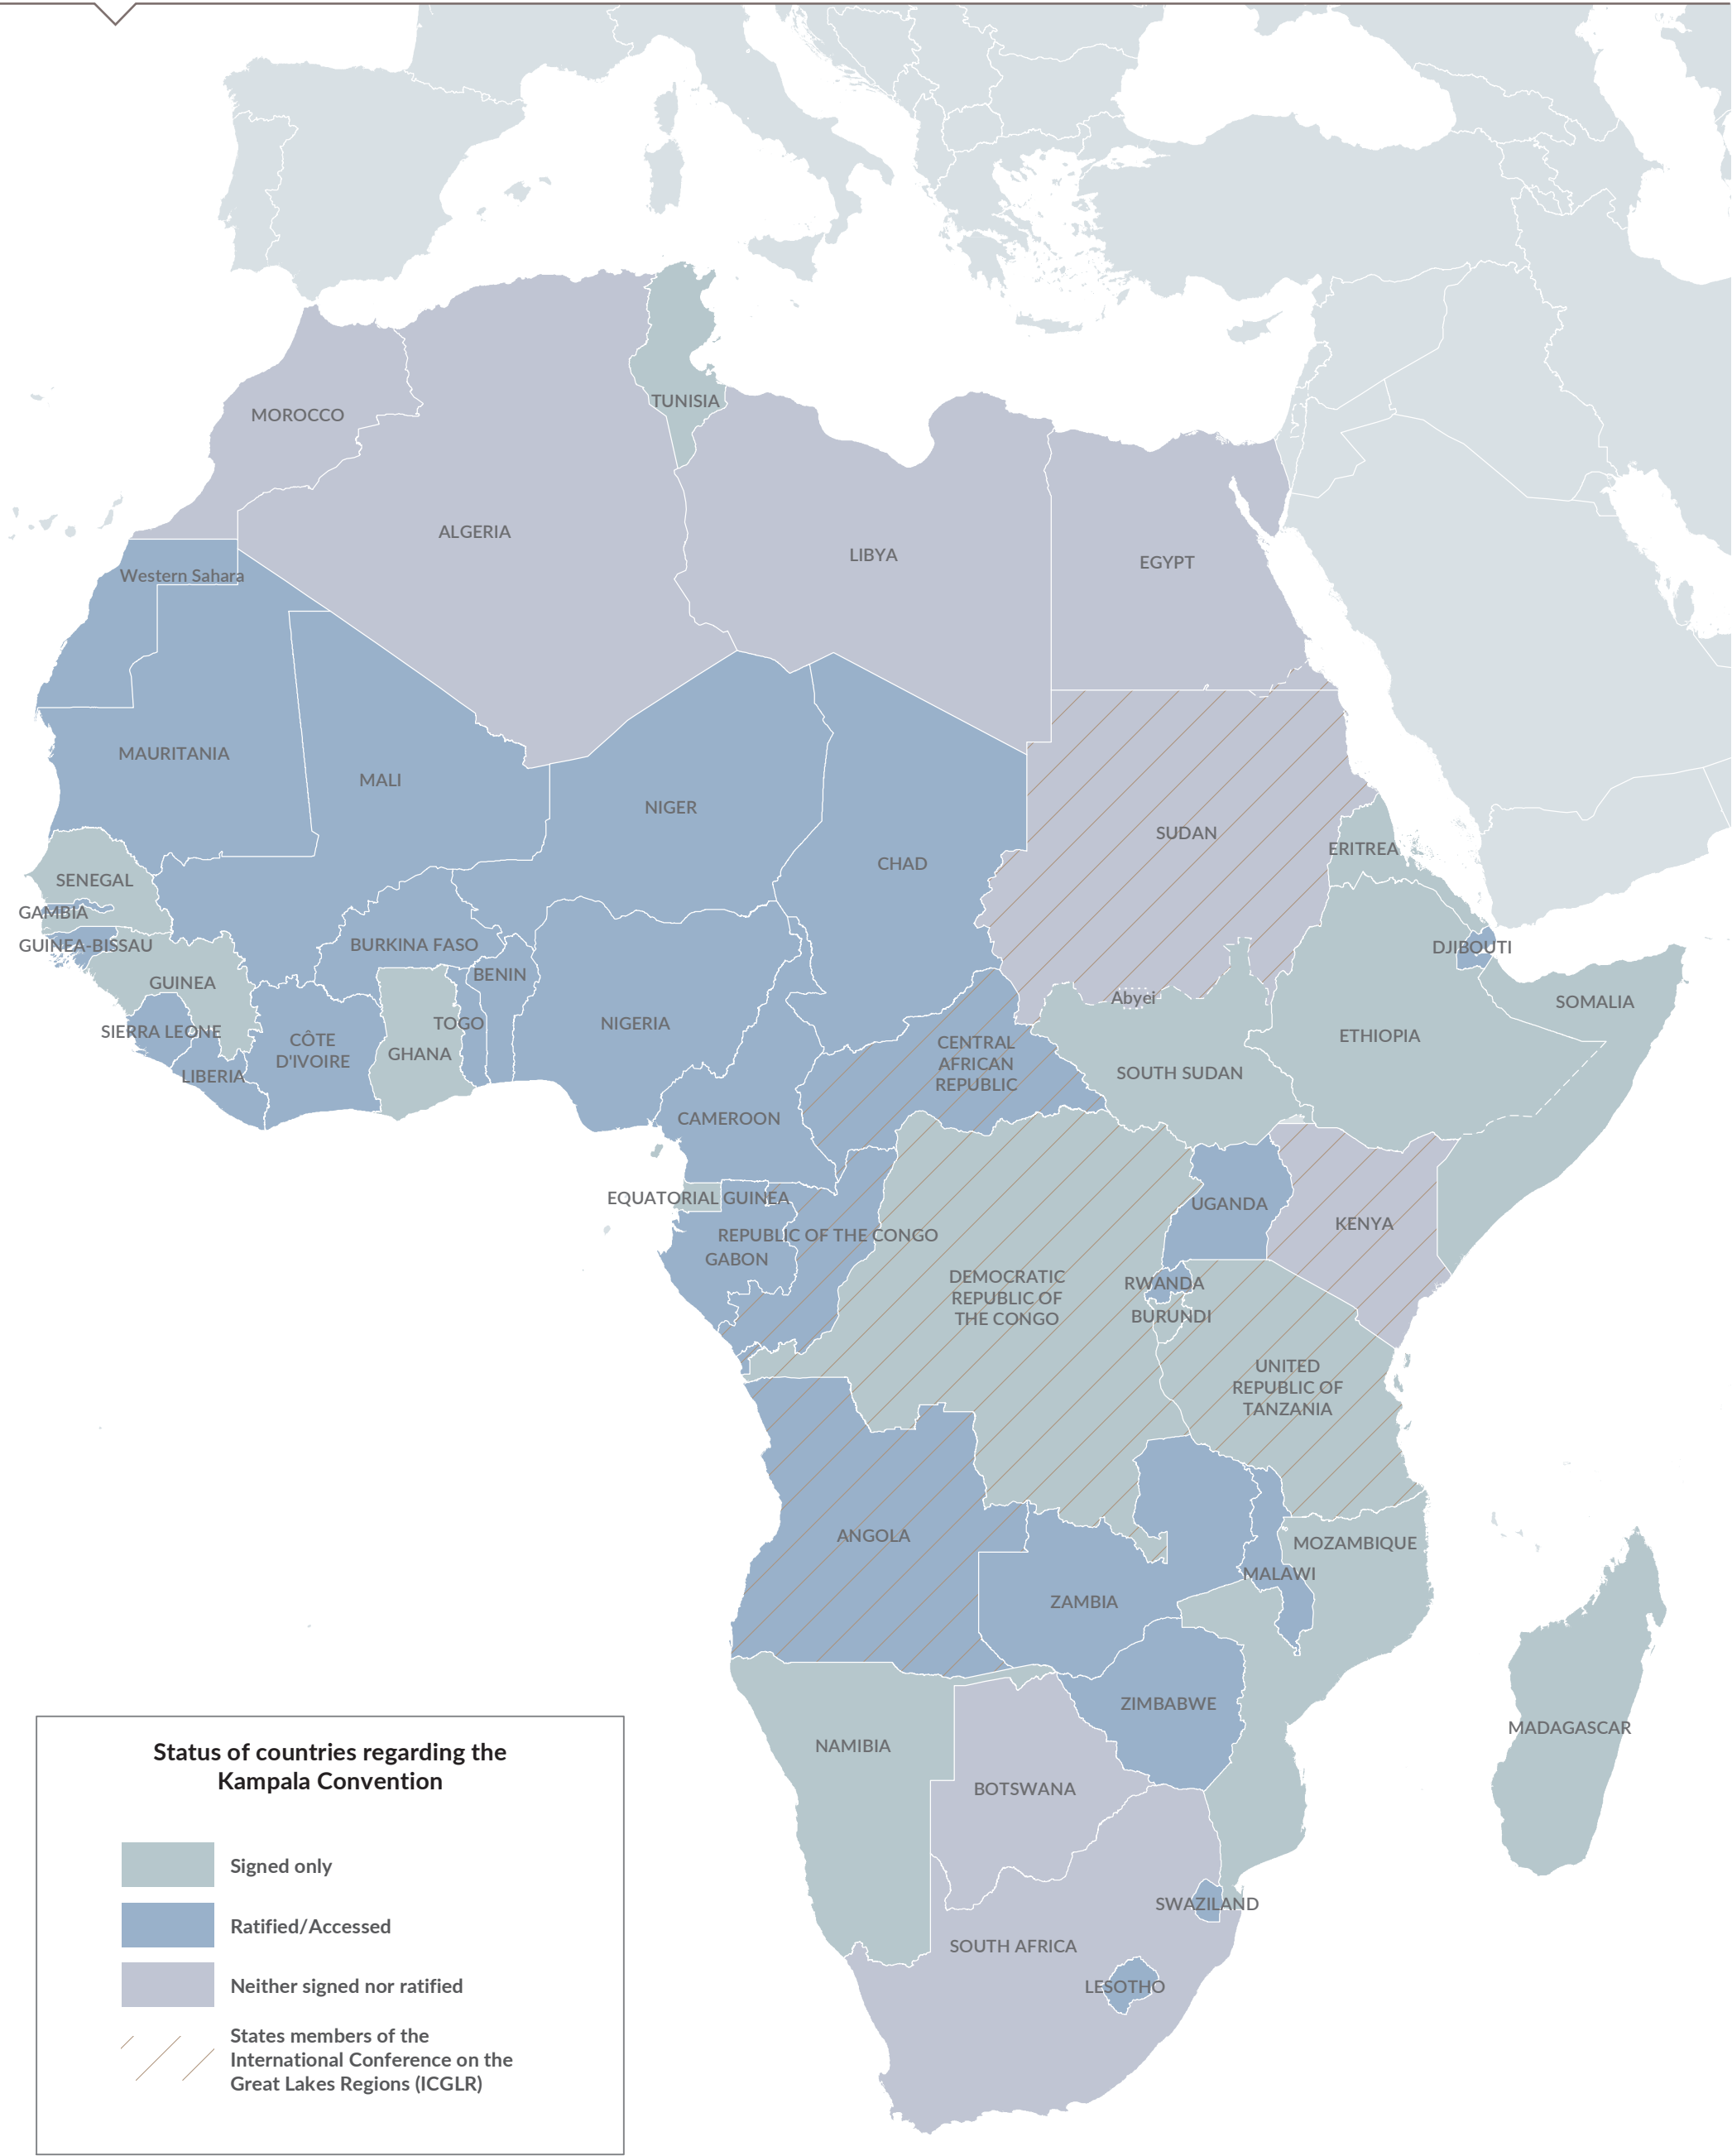 TUNISIA
MOROCCO
ALGERIA
LIBYA
EGYPT
Western Sahara
MAURITANIA
MALI
NIGER
CHAD
SUDAN
ERITREA
SENEGAL
GAMBIA
GUINEA-BISSAU
GUINEA
BURKINA FASO
BENIN
DJIBOUTI
SOMALIA
Abyei
SIERRA LEONE
LIBERIA
CÔTE
D'IVOIRE
GHANA
TOGO
NIGERIA
CENTRAL
AFRICAN
REPUBLIC
SOUTH SUDAN
ETHIOPIA
CAMEROON
EQUATORIAL GUINEA
REPUBLIC OF THE CONGO
GABON
UGANDA
KENYA
DEMOCRATIC
REPUBLIC OF
THE CONGO
RWANDA
BURUNDI
UNITED
REPUBLIC OF
TANZANIA
ANGOLA
MOZAMBIQUE
MALAWI
ZAMBIA
ZIMBABWE
MADAGASCAR
NAMIBIA
BOTSWANA
SWAZILAND
SOUTH AFRICA
LESOTHO
Status of countries regarding the
Kampala Convention
Signed only
Ratified/Accessed
Neither signed nor ratified
States members of the
International Conference on the
Great Lakes Regions (ICGLR)